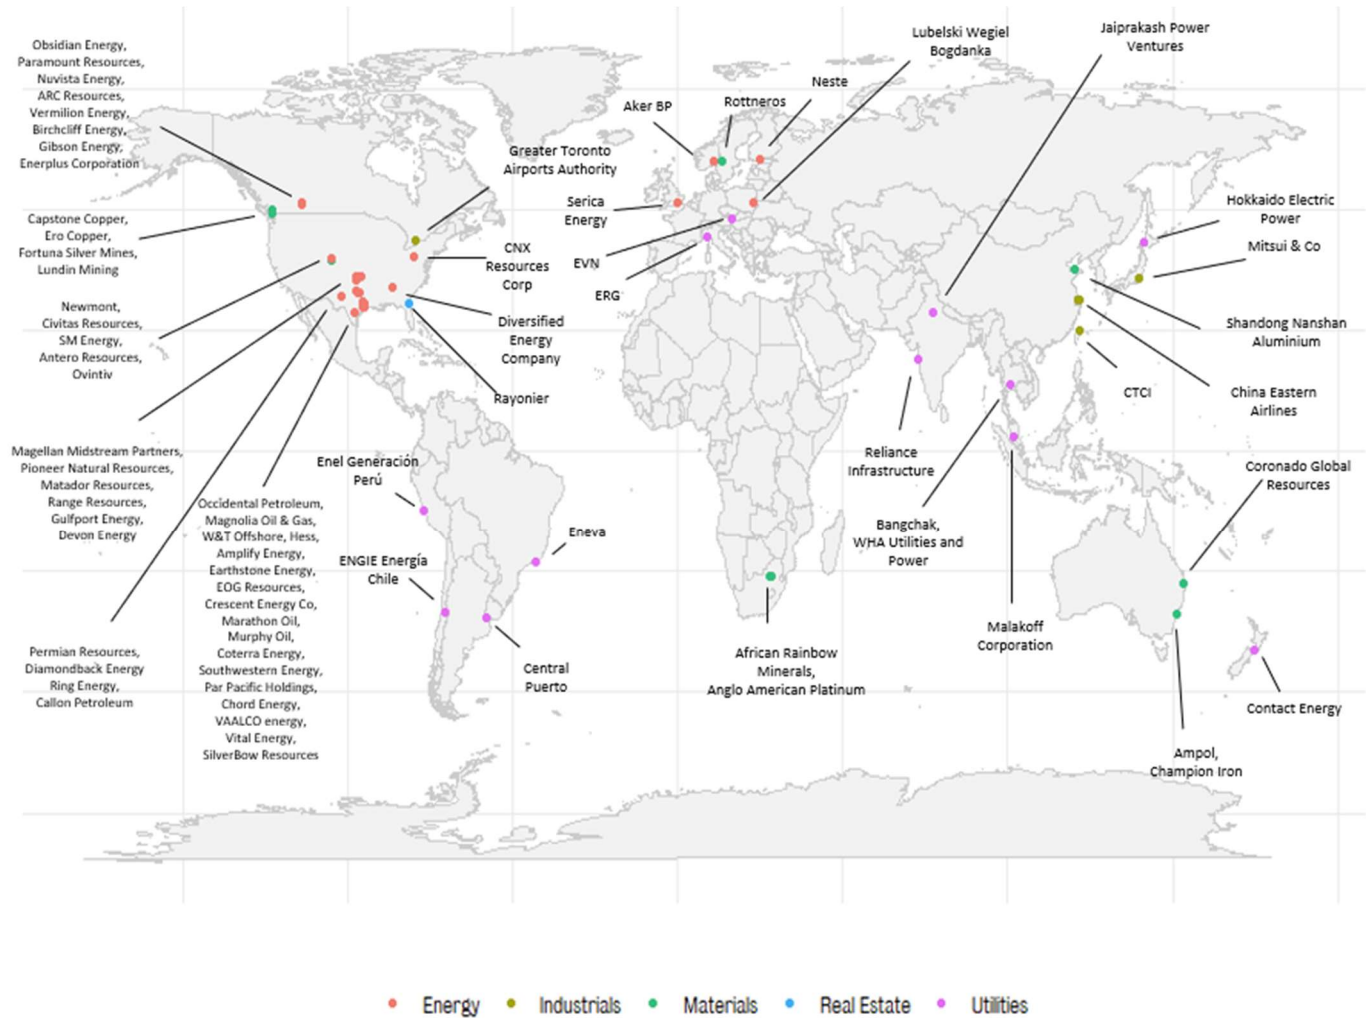 Obsidian Energy,
Paramount Resources,
Nuvista Energy,
ARC Resources,
Vermilion Energy,
Birchcliff Energy,
Gibson Energy,
Enerplus Corporation
Capstone Copper,
Ero Copper,
Fortuna Silver Mines,
Lundin Mining
Newmont,
Civitas Resources,
SM Energy,
Antero Resources,
Ovintiv
Magellan Midstream Partners,
Pioneer Natural Resources,
Matador Resources,
Range Resources,
Gulfport Energy,
Devon Energy
Permian Resources,
Diamondback Energy
Ring Energy,
Callon Petroleum
Occidental Petroleum,
Magnolia Oil & Gas,
W&T Offshore, Hess,
Amplify Energy,
Earthstone Energy,
EOG Resources,
Crescent Energy Co,
Marathon Oil,
Murphy Oil,
Coterra Energy,
Southwestern Energy,
Par Pacific Holdings,
Chord Energy,
VAALCO energy,
Vital Energy,
SilverBow Resources
Greater Toronto
Airports Authority
CNX
Resources
Corp
Diversified
Energy
Company
Rayonier
Enel Generación
Perú
ENGIE Energía
Chile
Eneva
Central
Puerto
Aker BP
Rottneros
Neste
Lubelski Wegiel
Bogdanka
Serica
Energy
EVN
ERG
African Rainbow
Minerals,
Anglo American Platinum
Jaiprakash Power
Ventures
Reliance
Infrastructure
Bangchak,
WHA Utilities and
Power
Malakoff
Corporation
Hokkaido Electric
Power
Mitsui & Co
Shandong Nanshan
Aluminium
China Eastern
Airlines
CTCI
Coronado Global
Resources
Contact Energy
Ampol,
Champion Iron
Energy
Industrials
Materials
Real Estate
Utilities